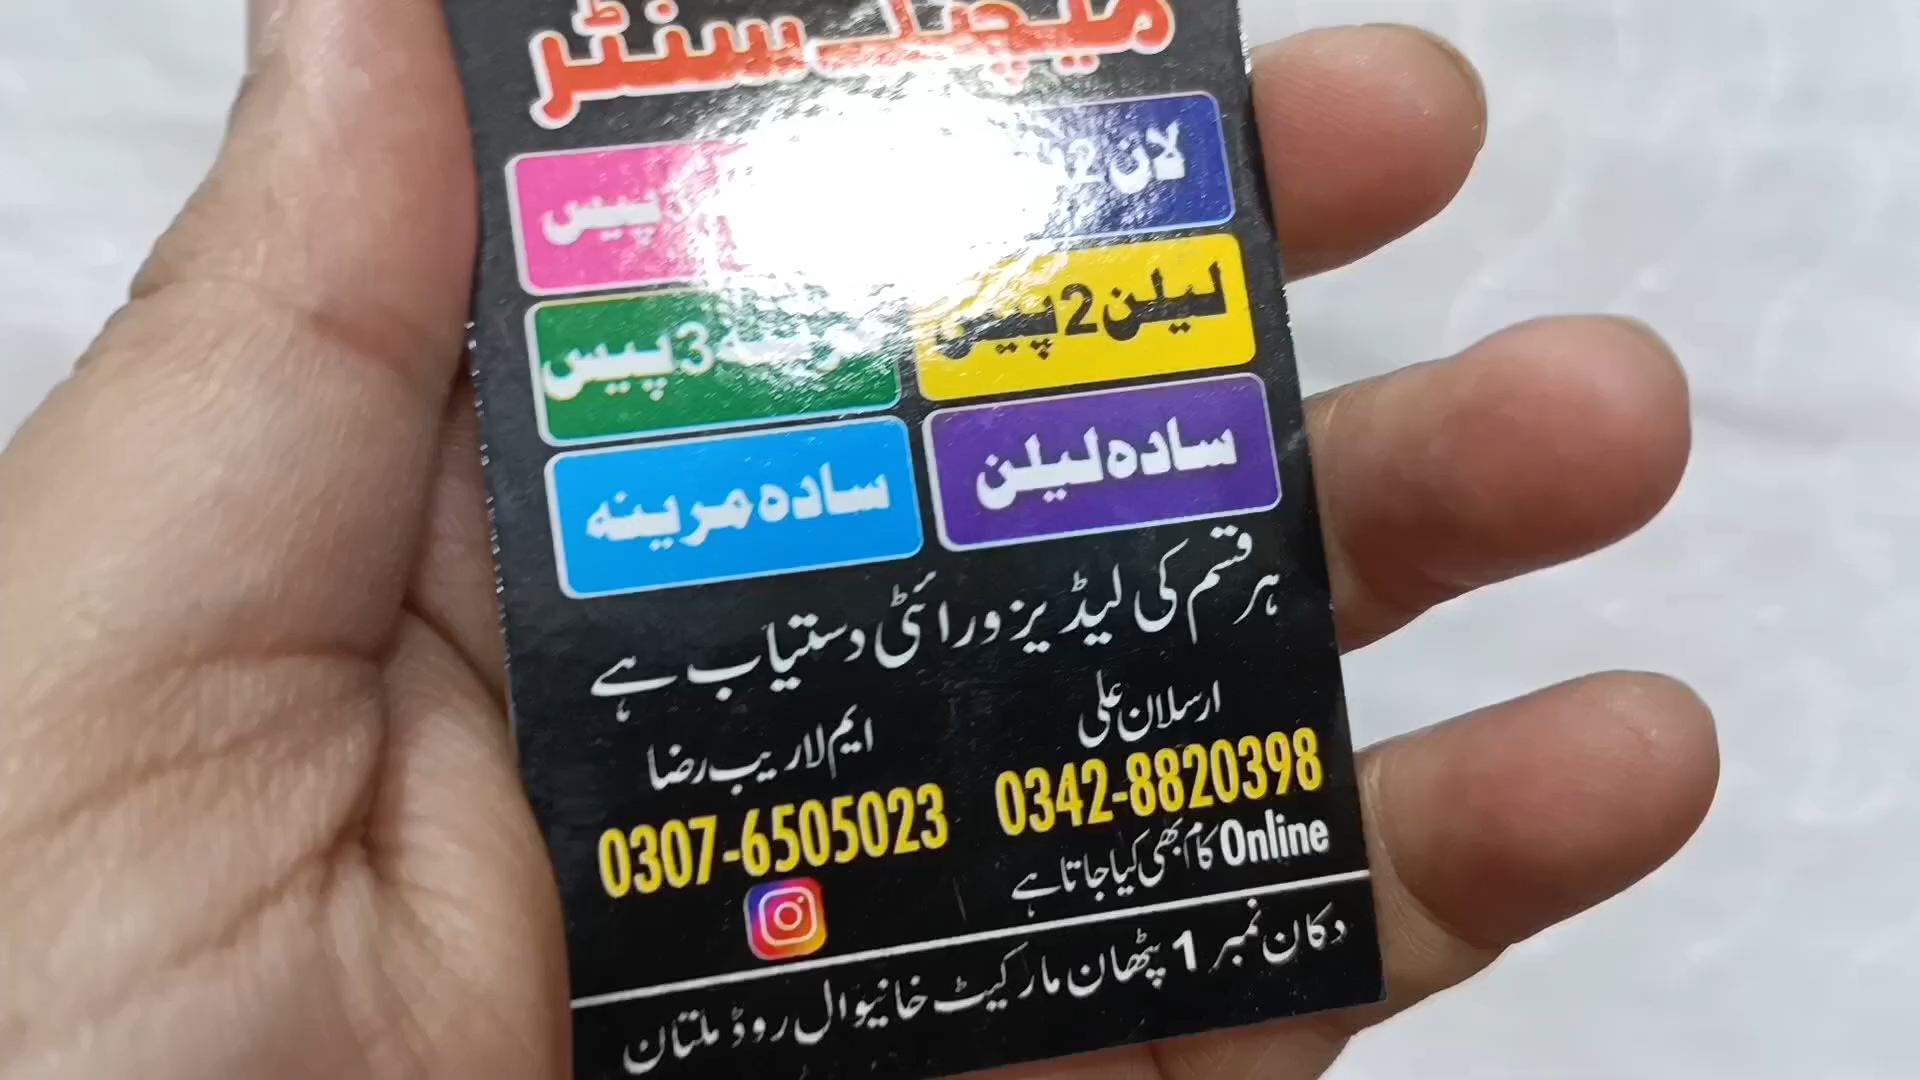 میچنگ سنٹر
لان 2
3 پیس
لیلن 2 پیس
مرینہ 3 پیس
سادہ لیلن
سادہ مرینہ
ہر قسم کی لیڈیز ورائٹی دستیاب ہے
ارسلان علی
0342-8820398
Online کام بھی کیا جاتا ہے
ایم لاریب رضا
0307-6505023
دکان نمبر 1 پٹھان مارکیٹ خانیوال روڈ ملتان